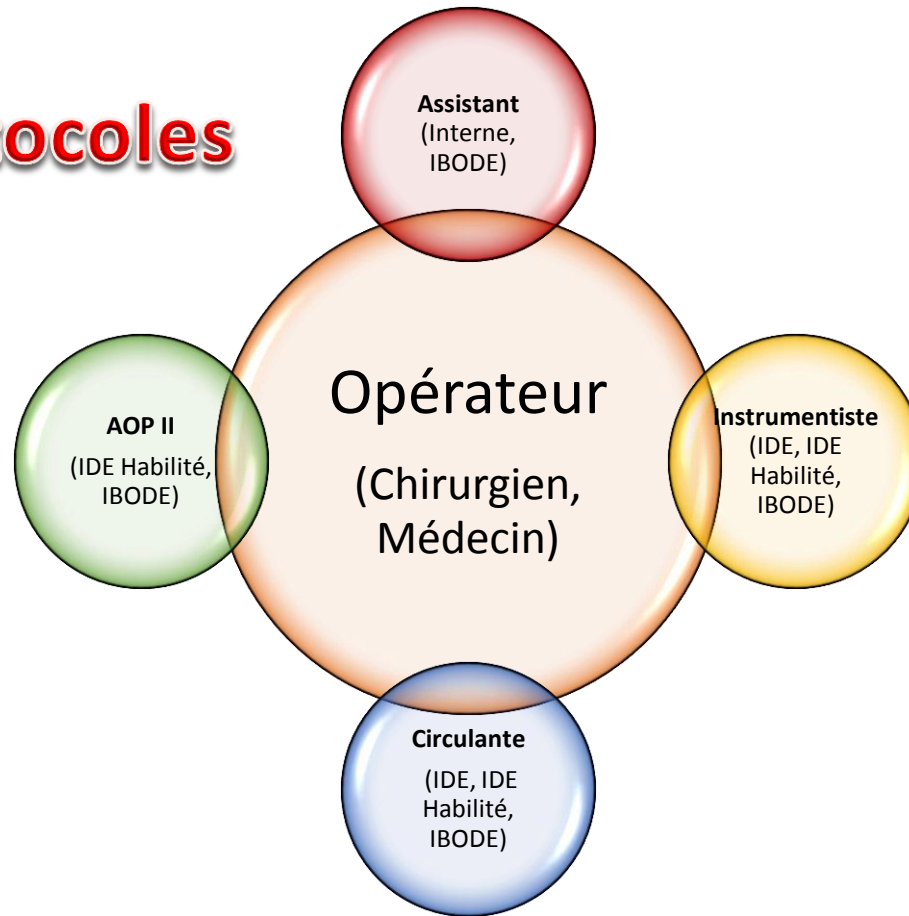 ocoles
Assistant
(Interne,
IBODE)
Opérateur
(Chirurgien,
Médecin)
AOP II
(IDE Habilité,
IBODE)
Instrumentiste
(IDE, IDE
Habilité,
IBODE)
Circulante
(IDE, IDE
Habilité,
IBODE)